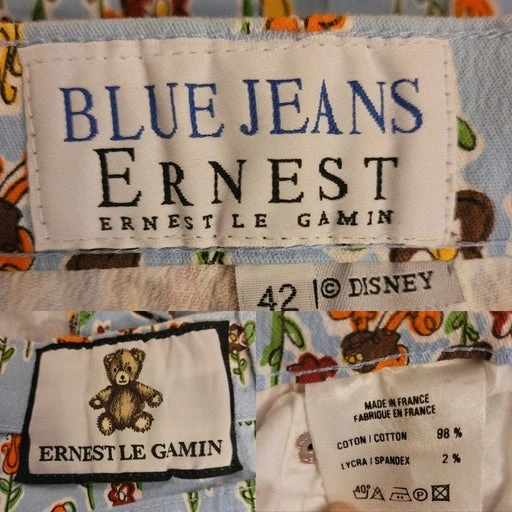 BLUE JEANS
ERNEST
ERNEST LE GAMIN
42 © DISNEY
ERNEST LE GAMIN
MADE IN FRANCE
FABRIQUE EN FRANCE
COTON / COTTON 98 %
LYCRA / SPANDEX 2 %
40° P